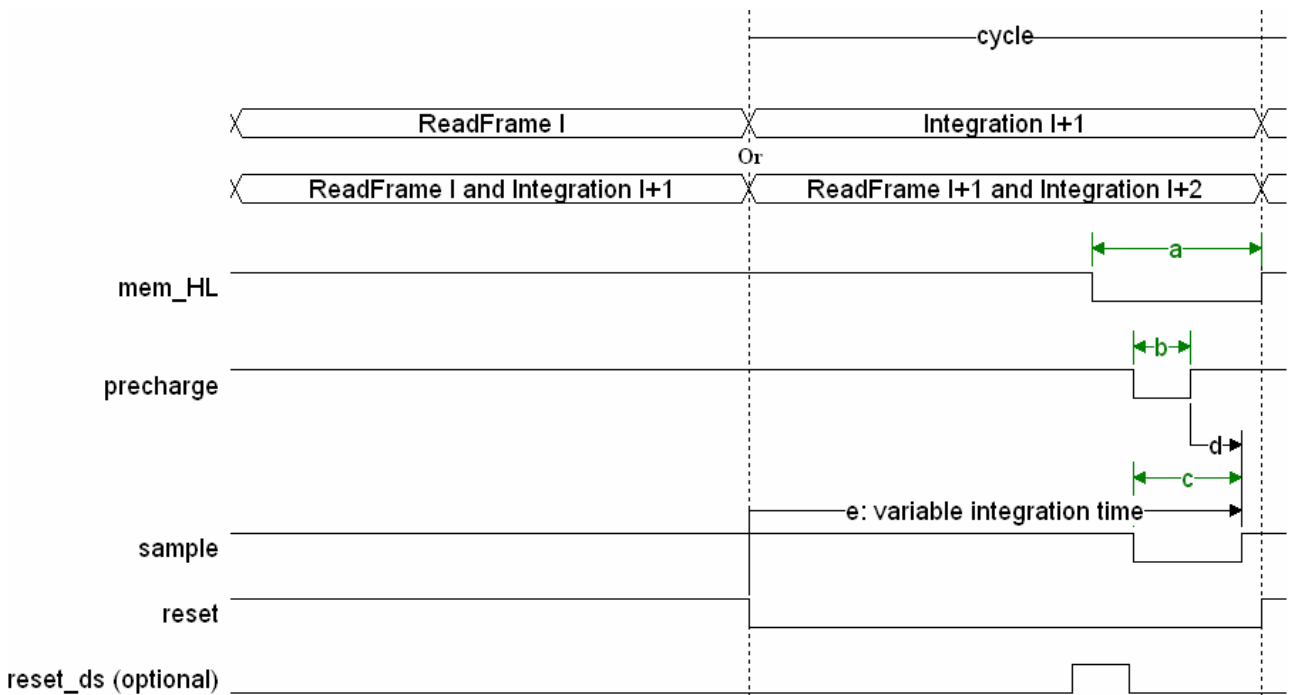 cycle
ReadFrame I
Integration I+1
Or
ReadFrame I and Integration I+1
ReadFrame I+1 and Integration I+2
a
mem_HL
b
precharge
d
c
e: variable integration time
sample
reset
reset_ds (optional)